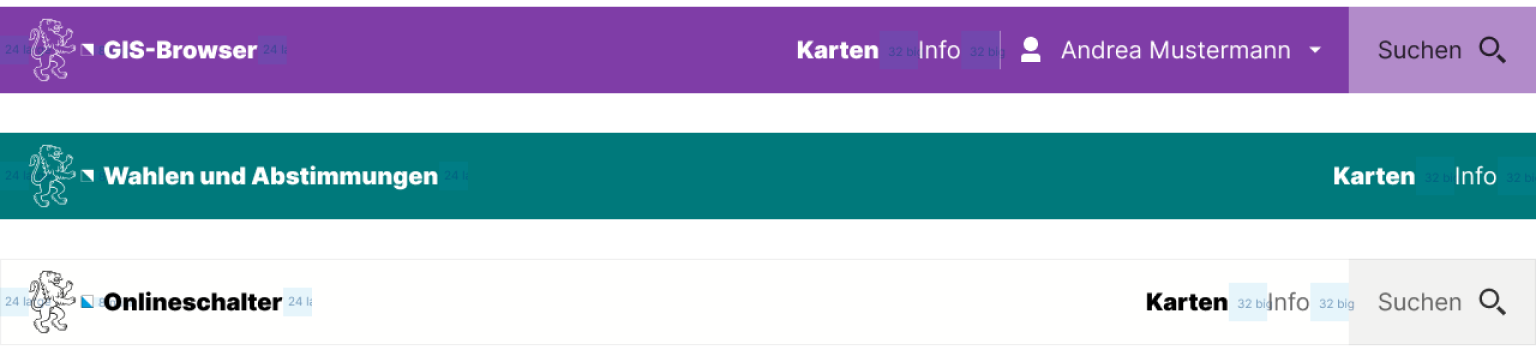 24 la GIS-Browser 24 la Karten 32 big Info 32 big Andrea Mustermann Suchen
24 la Wahlen und Abstimmungen 24 la Karten 32 big Info 32 big
24 large 8 Onlineschalter 24 la Karten 32 big Info 32 big Suchen